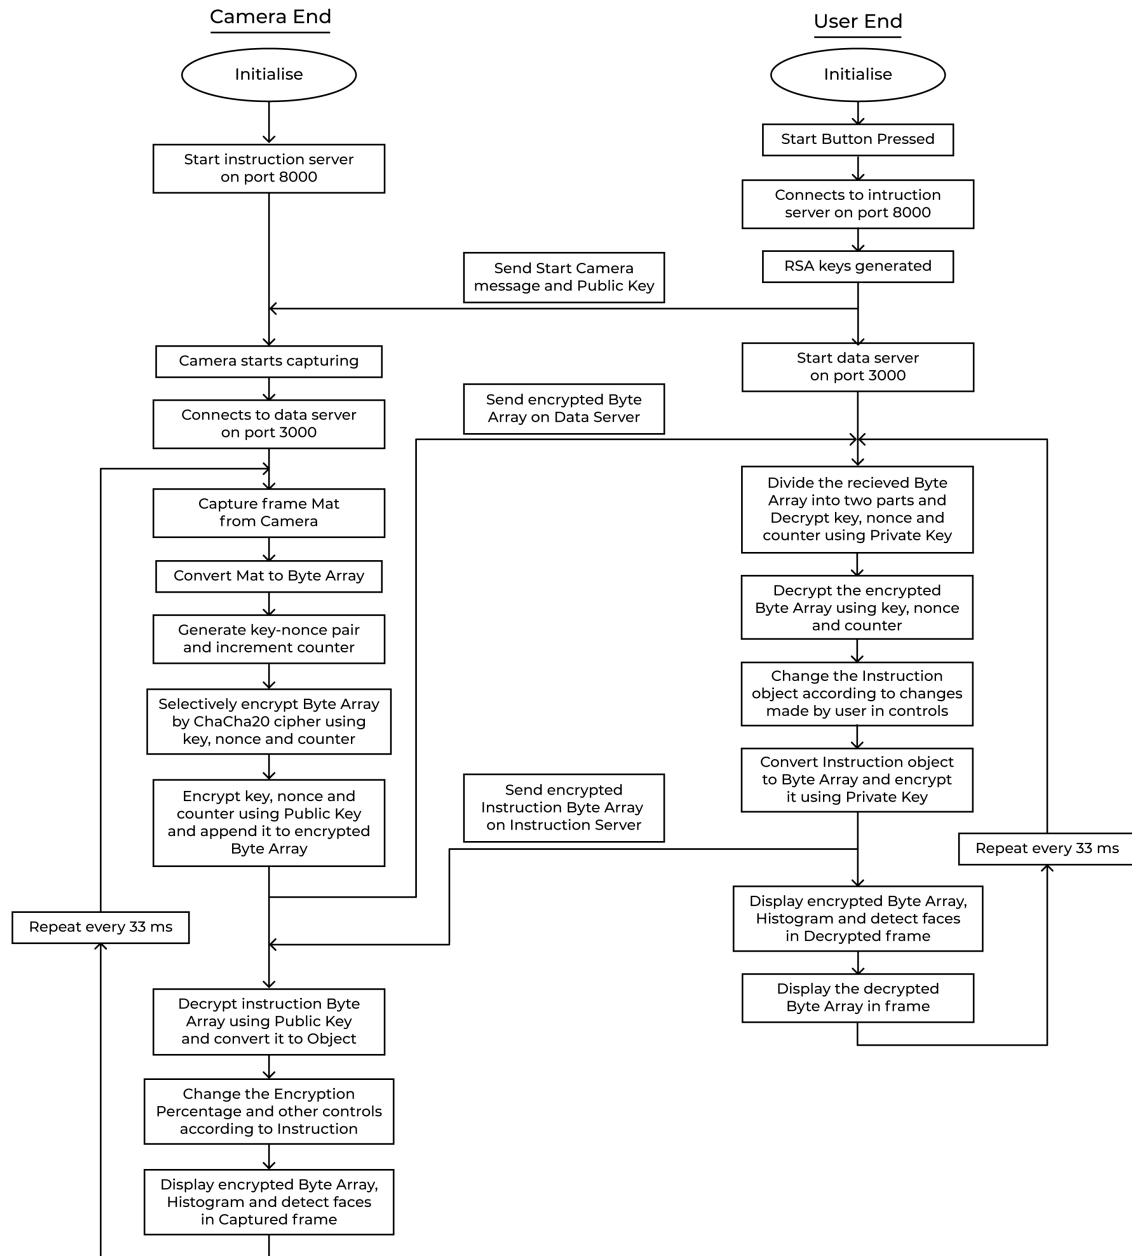 Camera End
Initialise
Start instruction server
on port 8000
Camera starts capturing
Connects to data server
on port 3000
Capture frame Mat
from Camera
Convert Mat to Byte Array
Generate key-nonce pair
and increment counter
Selectively encrypt Byte Array
by ChaCha20 cipher using
key, nonce and counter
Encrypt key, nonce and
counter using Public Key
and append it to encrypted
Byte Array
Repeat every 33 ms
Decrypt instruction Byte
Array using Public Key
and convert it to Object
Change the Encryption
Percentage and other controls
according to Instruction
Display encrypted Byte Array,
Histogram and detect faces
in Captured frame
Send Start Camera
message and Public Key
Send encrypted Byte
Array on Data Server
Send encrypted
Instruction Byte Array
on Instruction Server
User End
Initialise
Start Button Pressed
Connects to intruction
server on port 8000
RSA keys generated
Start data server
on port 3000
Divide the recieved Byte
Array into two parts and
Decrypt key, nonce and
counter using Private Key
Decrypt the encrypted
Byte Array using key, nonce
and counter
Change the Instruction
object according to changes
made by user in controls
Convert Instruction object
to Byte Array and encrypt
it using Private Key
Repeat every 33 ms
Display encrypted Byte Array,
Histogram and detect faces
in Decrypted frame
Display the decrypted
Byte Array in frame